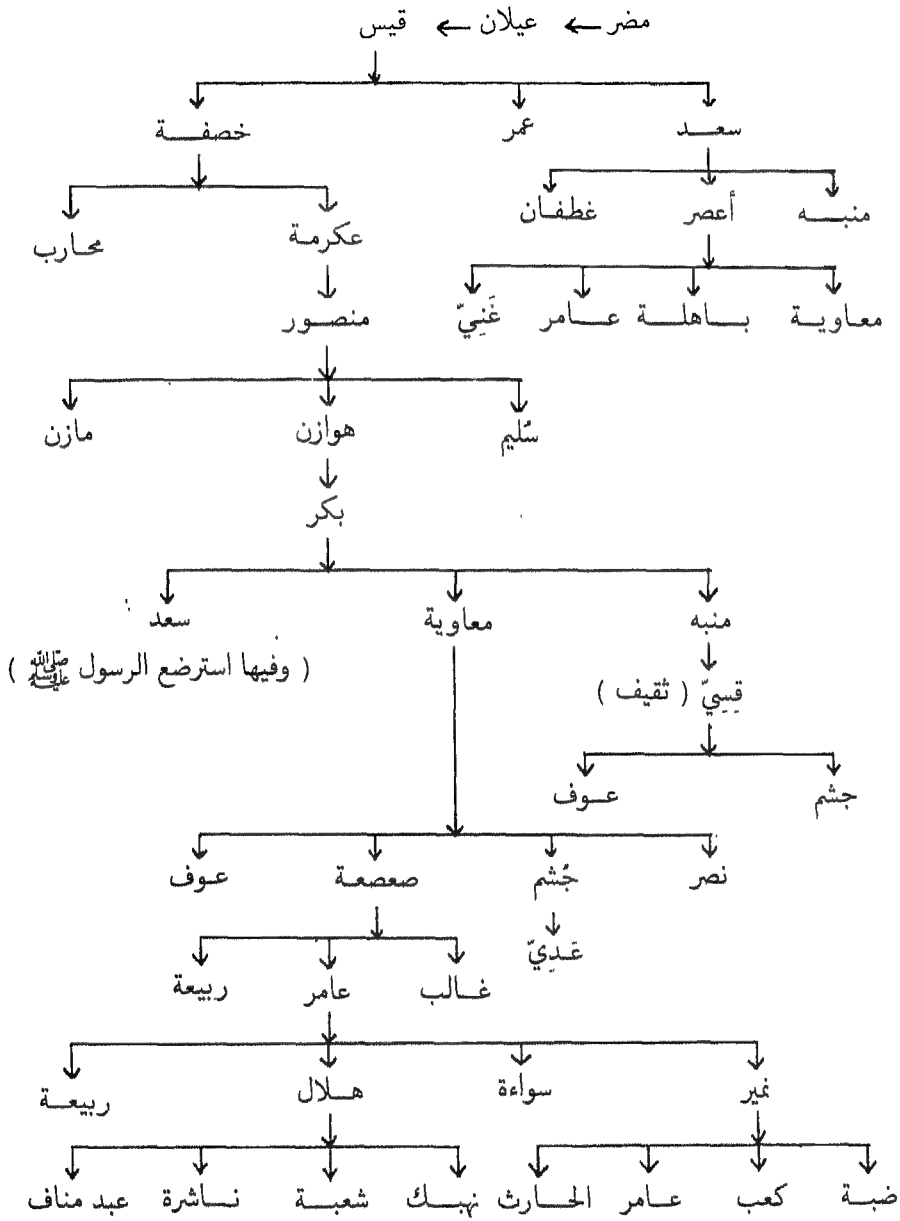 مضر ← عيلان ← قيس
سعد عمر خصفة
منبه أعصر غطفان عكرمة محارب
معاوية باهلة عامر غَنِيّ منصور
سُليم هوازن مازن
بكر
منبه معاوية سعد
( وفيها استرضع الرسول ﷺ )
قِسِيّ ( ثقيف )
جشم عوف
نصر جُشم صعصعة عوف
عَدِيّ
غالب عامر ربيعة
نمير سواءة هلال ربيعة
ضبة كعب عامر الحارث نهبك شعبة ناشرة عبد مناف